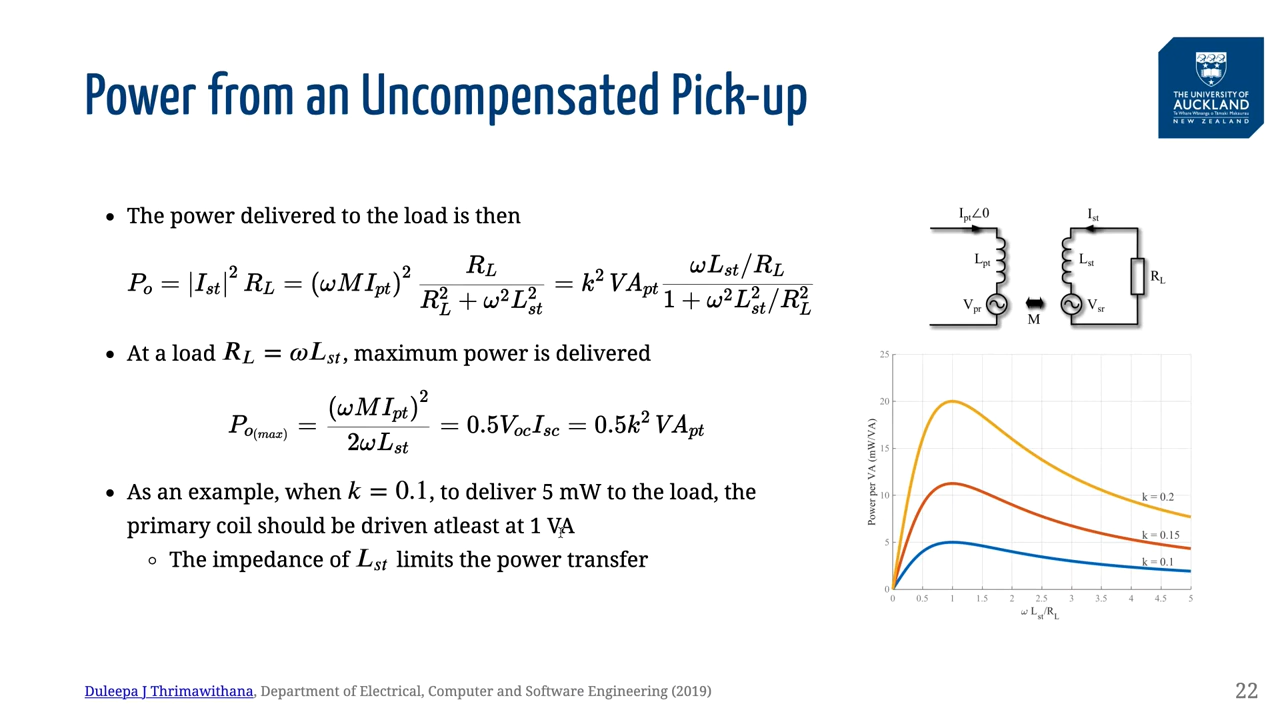 Power from an Uncompensated Pick-up
THE UNIVERSITY OF
AUCKLAND
Te Whare Wānanga o Tāmaki Makaurau
NEW ZEALAND
• The power delivered to the load is then
P_o = |I_st|^2 R_L = (ωMI_pt)^2 R_L / (R_L^2 + ω^2 L_st^2) = k^2 VA_pt (ωL_st/R_L) / (1 + ω^2 L_st^2/R_L^2)
• At a load R_L = ωL_st, maximum power is delivered
P_o(max) = (ωMI_pt)^2 / 2ωL_st = 0.5V_oc I_sc = 0.5k^2 VA_pt
• As an example, when k = 0.1, to deliver 5 mW to the load, the
primary coil should be driven atleast at 1 VA
◦ The impedance of L_st limits the power transfer
I_pt∠0 I_st
L_pt L_st R_L
V_pr V_sr
M
25
20
15
10
5
0
Power per VA (mW/VA)
k = 0.2
k = 0.15
k = 0.1
0 0.5 1 1.5 2 2.5 3 3.5 4 4.5 5
ω L_st/R_L
Duleepa J Thrimawithana, Department of Electrical, Computer and Software Engineering (2019)
22